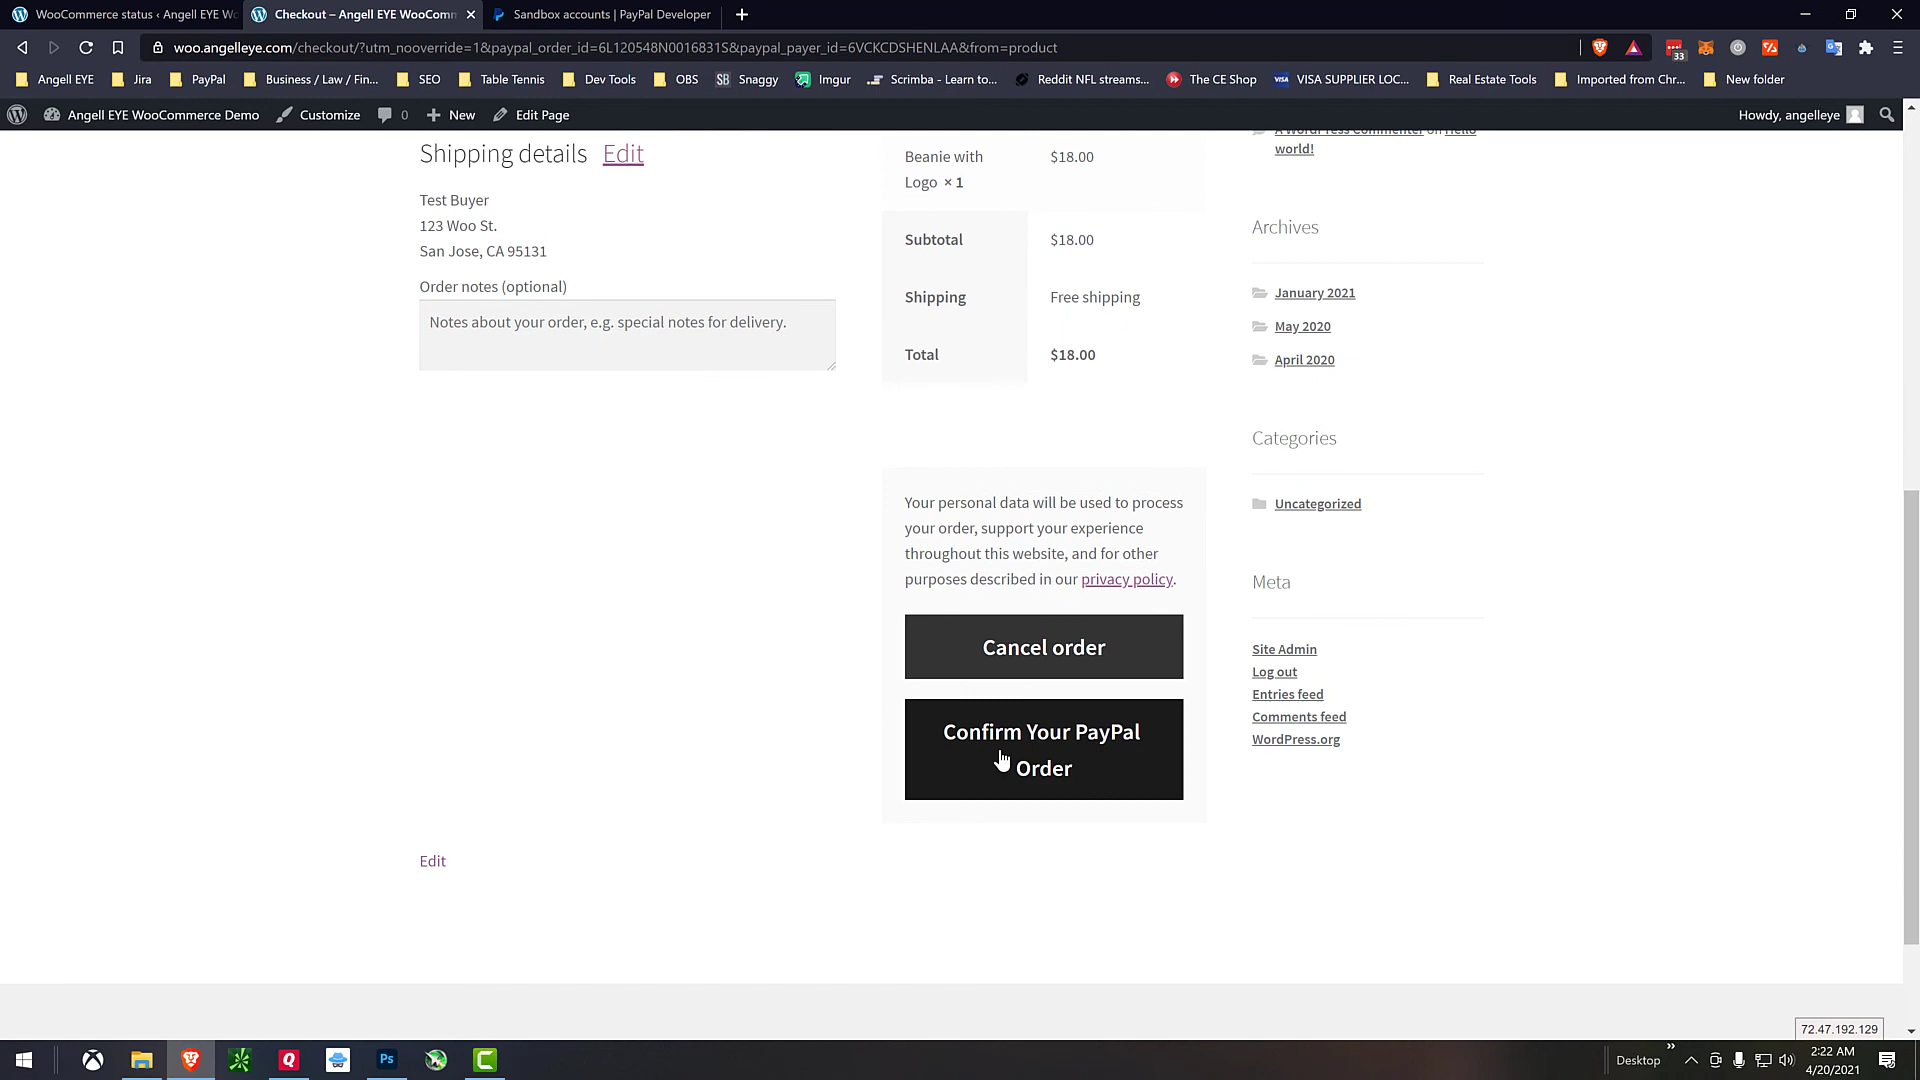 WooCommerce status ‹ Angell EYE Wo
Checkout – Angell EYE WooComm
Sandbox accounts | PayPal Developer
woo.angelleye.com/checkout/?utm_nooverride=1&paypal_order_id=6L120548N0016831S&paypal_payer_id=6VCKCDSHENLAA&from=product
33
Angell EYE
Jira
PayPal
Business / Law / Fin...
SEO
Table Tennis
Dev Tools
OBS
SB Snaggy
Imgur
Scrimba - Learn to...
Reddit NFL streams...
The CE Shop
VISA VISA SUPPLIER LOC...
Real Estate Tools
Imported from Chr...
New folder
Angell EYE WooCommerce Demo
Customize
0
New
Edit Page
Howdy, angelleye
Shipping details Edit
Test Buyer
123 Woo St.
San Jose, CA 95131
Order notes (optional)
Notes about your order, e.g. special notes for delivery.
Edit
Beanie with $18.00
Logo × 1
Subtotal $18.00
Shipping Free shipping
Total $18.00
Your personal data will be used to process
your order, support your experience
throughout this website, and for other
purposes described in our privacy policy.
Cancel order
Confirm Your PayPal
Order
A WordPress Commenter on Hello
world!
Archives
January 2021
May 2020
April 2020
Categories
Uncategorized
Meta
Site Admin
Log out
Entries feed
Comments feed
WordPress.org
72.47.192.129
Q
Ps
C
Desktop
2:22 AM
4/20/2021